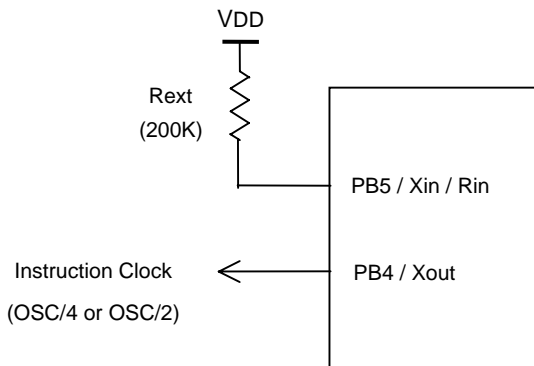 VDD
Rext
(200K)
PB5 / Xin / Rin
Instruction Clock
PB4 / Xout
(OSC/4 or OSC/2)